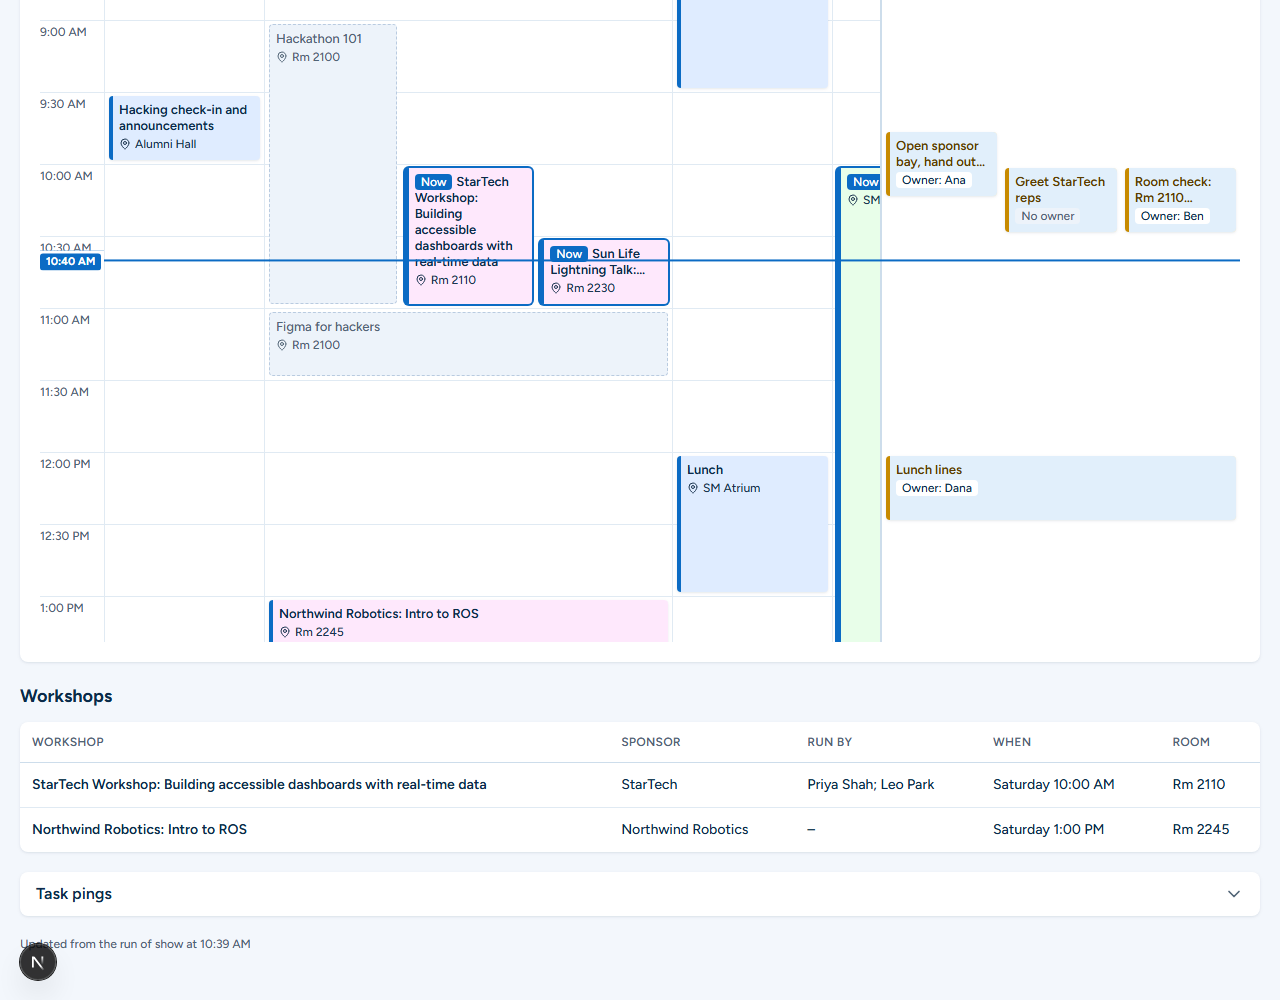 9:00 AM
Hackathon 101
Rm 2100
9:30 AM
Hacking check-in and
announcements
Alumni Hall
Open sponsor
bay, hand out...
Owner: Ana
10:00 AM
Now StarTech
Workshop:
Building
accessible
dashboards with
real-time data
Rm 2110
Now
SM
Greet StarTech
reps
No owner
Room check:
Rm 2110...
Owner: Ben
10:30 AM
10:40 AM
Now Sun Life
Lightning Talk:...
Rm 2230
11:00 AM
Figma for hackers
Rm 2100
11:30 AM
12:00 PM
Lunch
SM Atrium
Lunch lines
Owner: Dana
12:30 PM
1:00 PM
Northwind Robotics: Intro to ROS
Rm 2245
Workshops
WORKSHOP SPONSOR RUN BY WHEN ROOM
StarTech Workshop: Building accessible dashboards with real-time data StarTech Priya Shah; Leo Park Saturday 10:00 AM Rm 2110
Northwind Robotics: Intro to ROS Northwind Robotics – Saturday 1:00 PM Rm 2245
Task pings
Updated from the run of show at 10:39 AM
N